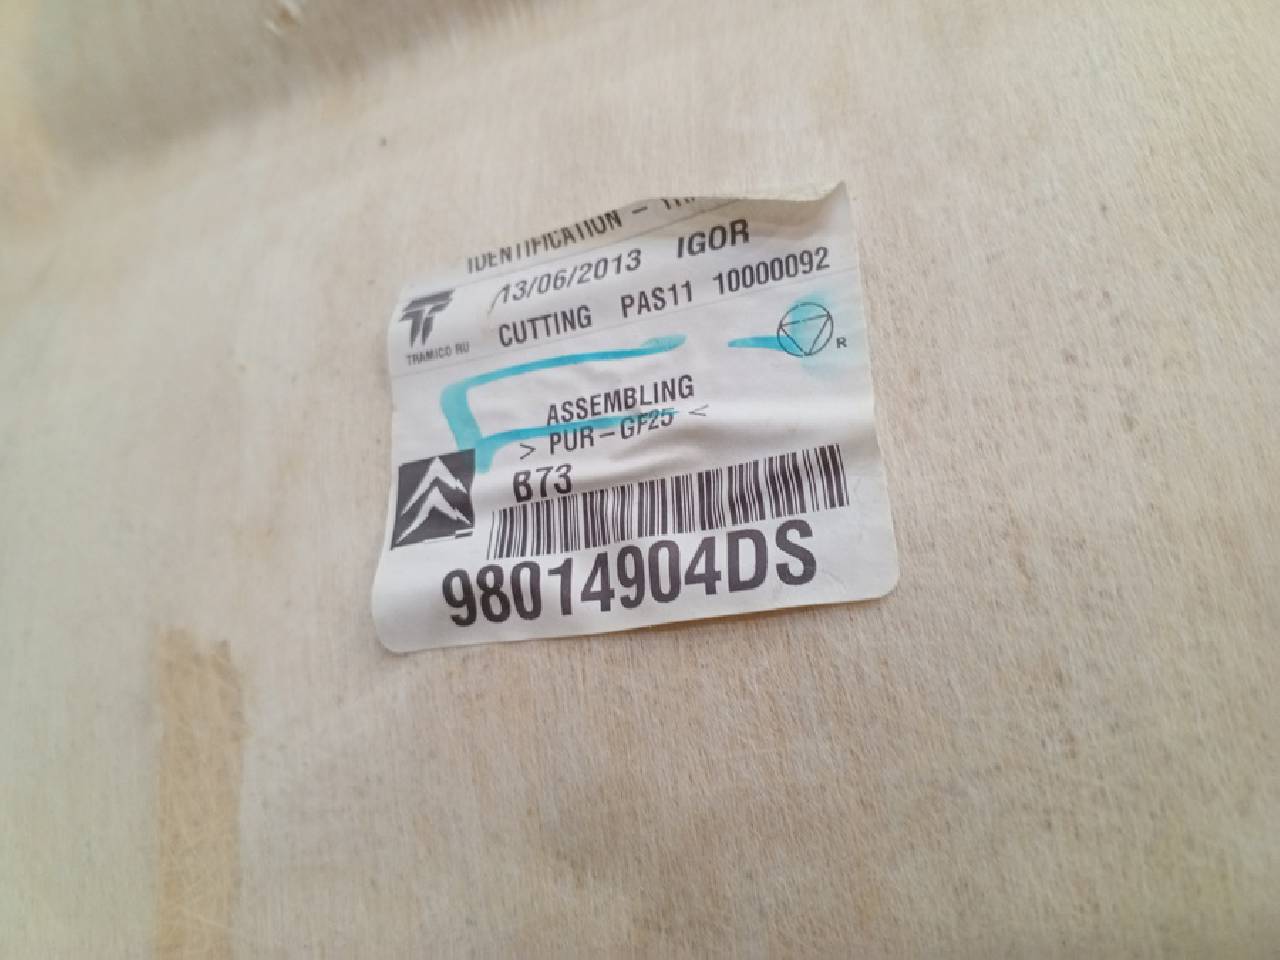 IDENTIFICATION -
13/06/2013 IGOR
CUTTING PAS11 10000092
TRAMICO RU
R
ASSEMBLING
> PUR-GF25 <
B73
98014904DS